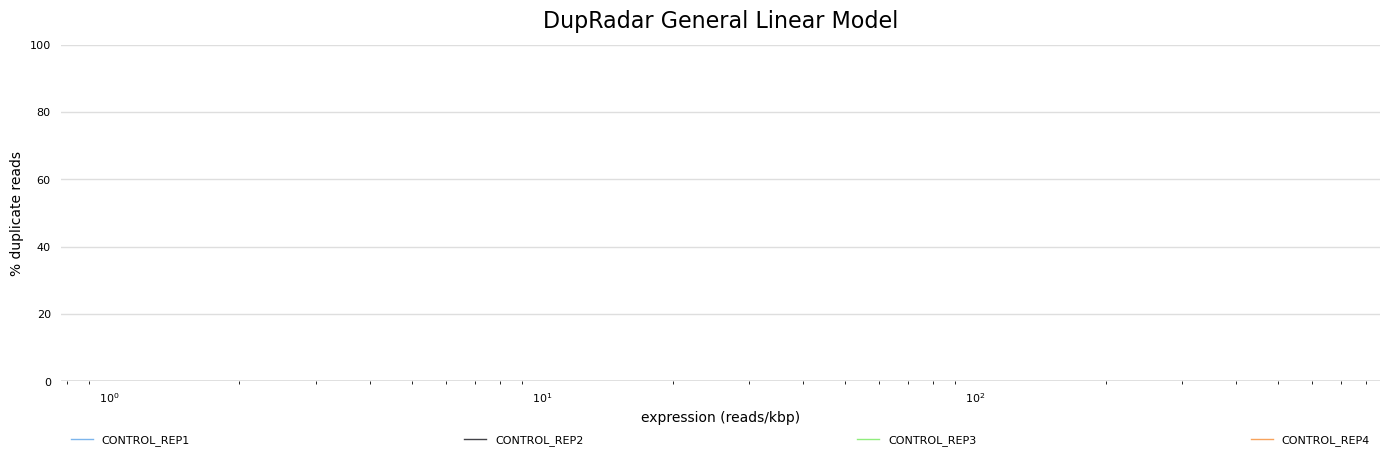 DupRadar General Linear Model
100
80
60
40
20
0
% duplicate reads
10⁰ 10¹ 10²
expression (reads/kbp)
CONTROL_REP1 CONTROL_REP2 CONTROL_REP3 CONTROL_REP4